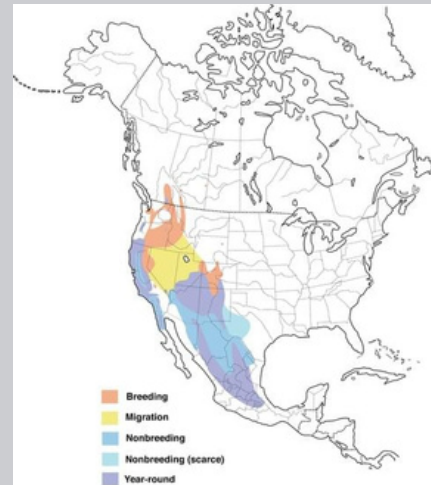 Breeding
Migration
Nonbreeding
Nonbreeding (scarce)
Year-round